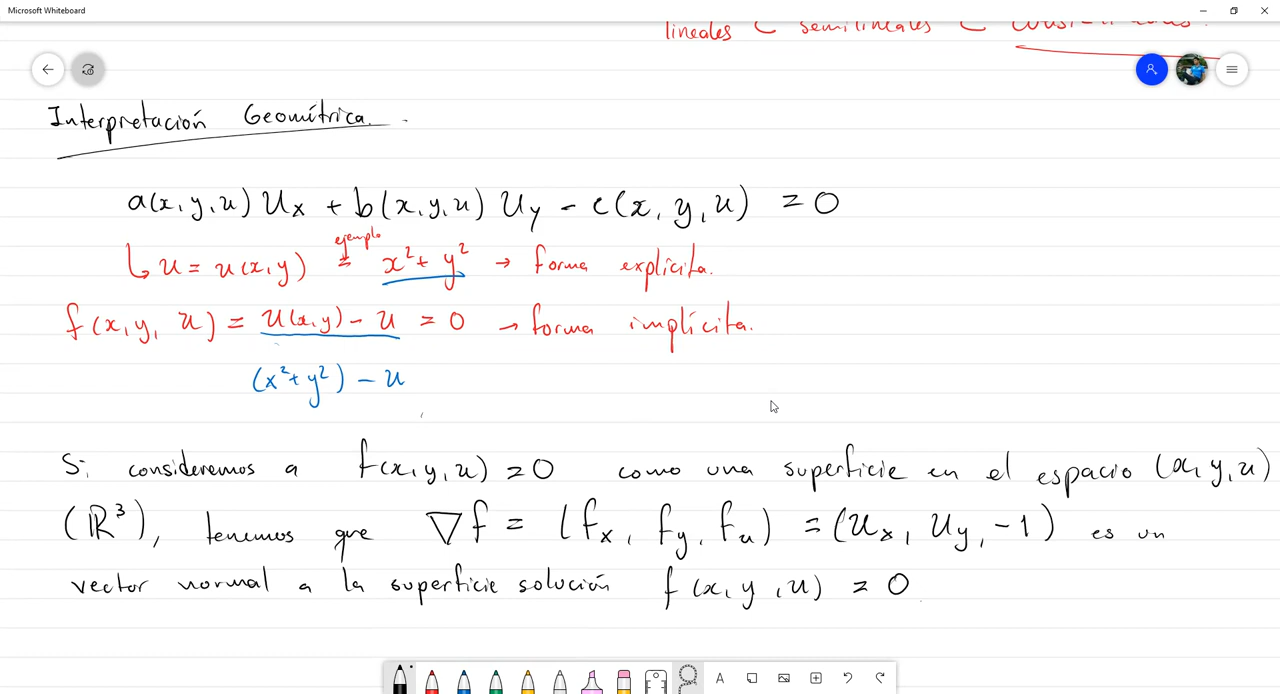 Microsoft Whiteboard
lineales ⊂ semilineales ⊂
Interpretación Geométrica.
a(x,y,u) Ux + b(x,y,u) Uy - c(x,y,u) = 0
↳ u = u(x,y) = x² + y² → forma explícita.
ejemplo
f(x,y,u) = u(x,y) - u = 0 → forma implícita.
(x² + y²) - u
Si consideremos a f(x,y,u) = 0 como una superficie en el espacio (x,y,u)
(ℝ³), tenemos que ∇f = (fx, fy, fu) = (ux, uy, -1) es un
vector normal a la superficie solución f(x,y,u) = 0.
A